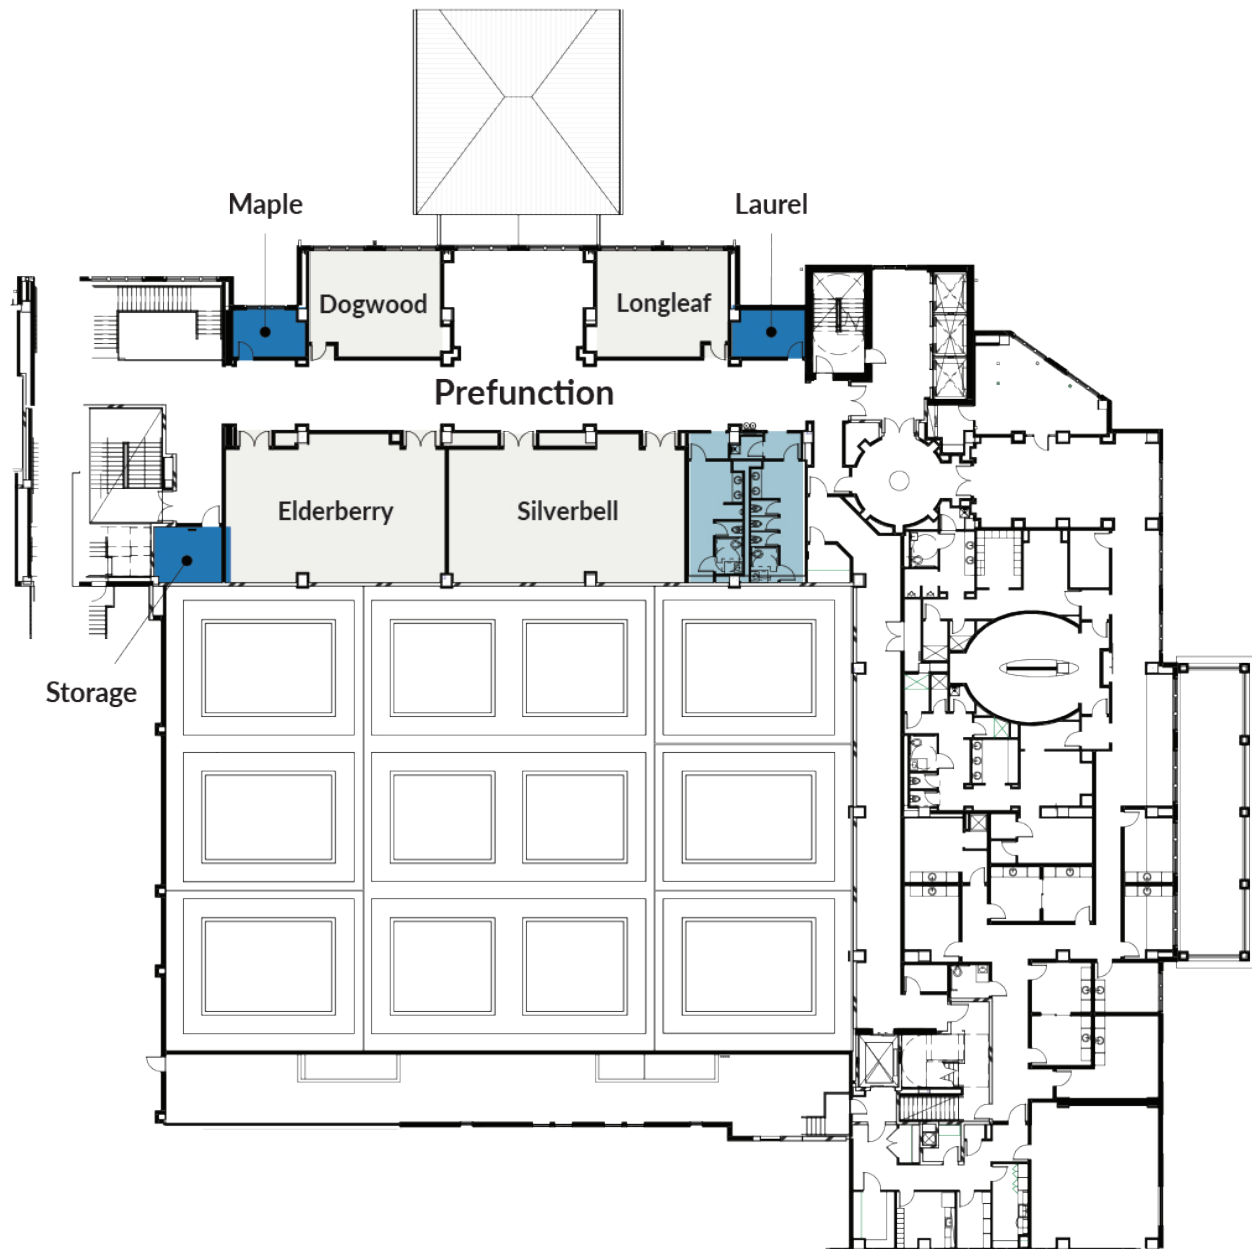 Maple
Laurel
Dogwood
Longleaf
Prefunction
Elderberry
Silverbell
Storage